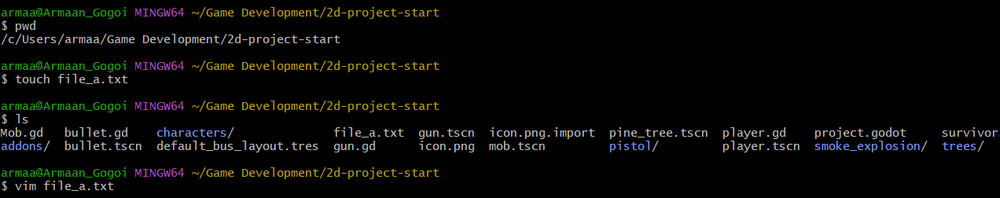 armaa@Armaan_Gogoi MINGW64 ~/Game Development/2d-project-start
$ pwd
/c/Users/armaa/Game Development/2d-project-start
armaa@Armaan_Gogoi MINGW64 ~/Game Development/2d-project-start
$ touch file_a.txt
armaa@Armaan_Gogoi MINGW64 ~/Game Development/2d-project-start
$ ls
Mob.gd bullet.gd characters/ file_a.txt gun.tscn icon.png.import pine_tree.tscn player.gd project.godot survivor
addons/ bullet.tscn default_bus_layout.tres gun.gd icon.png mob.tscn pistol/ player.tscn smoke_explosion/ trees/
armaa@Armaan_Gogoi MINGW64 ~/Game Development/2d-project-start
$ vim file_a.txt